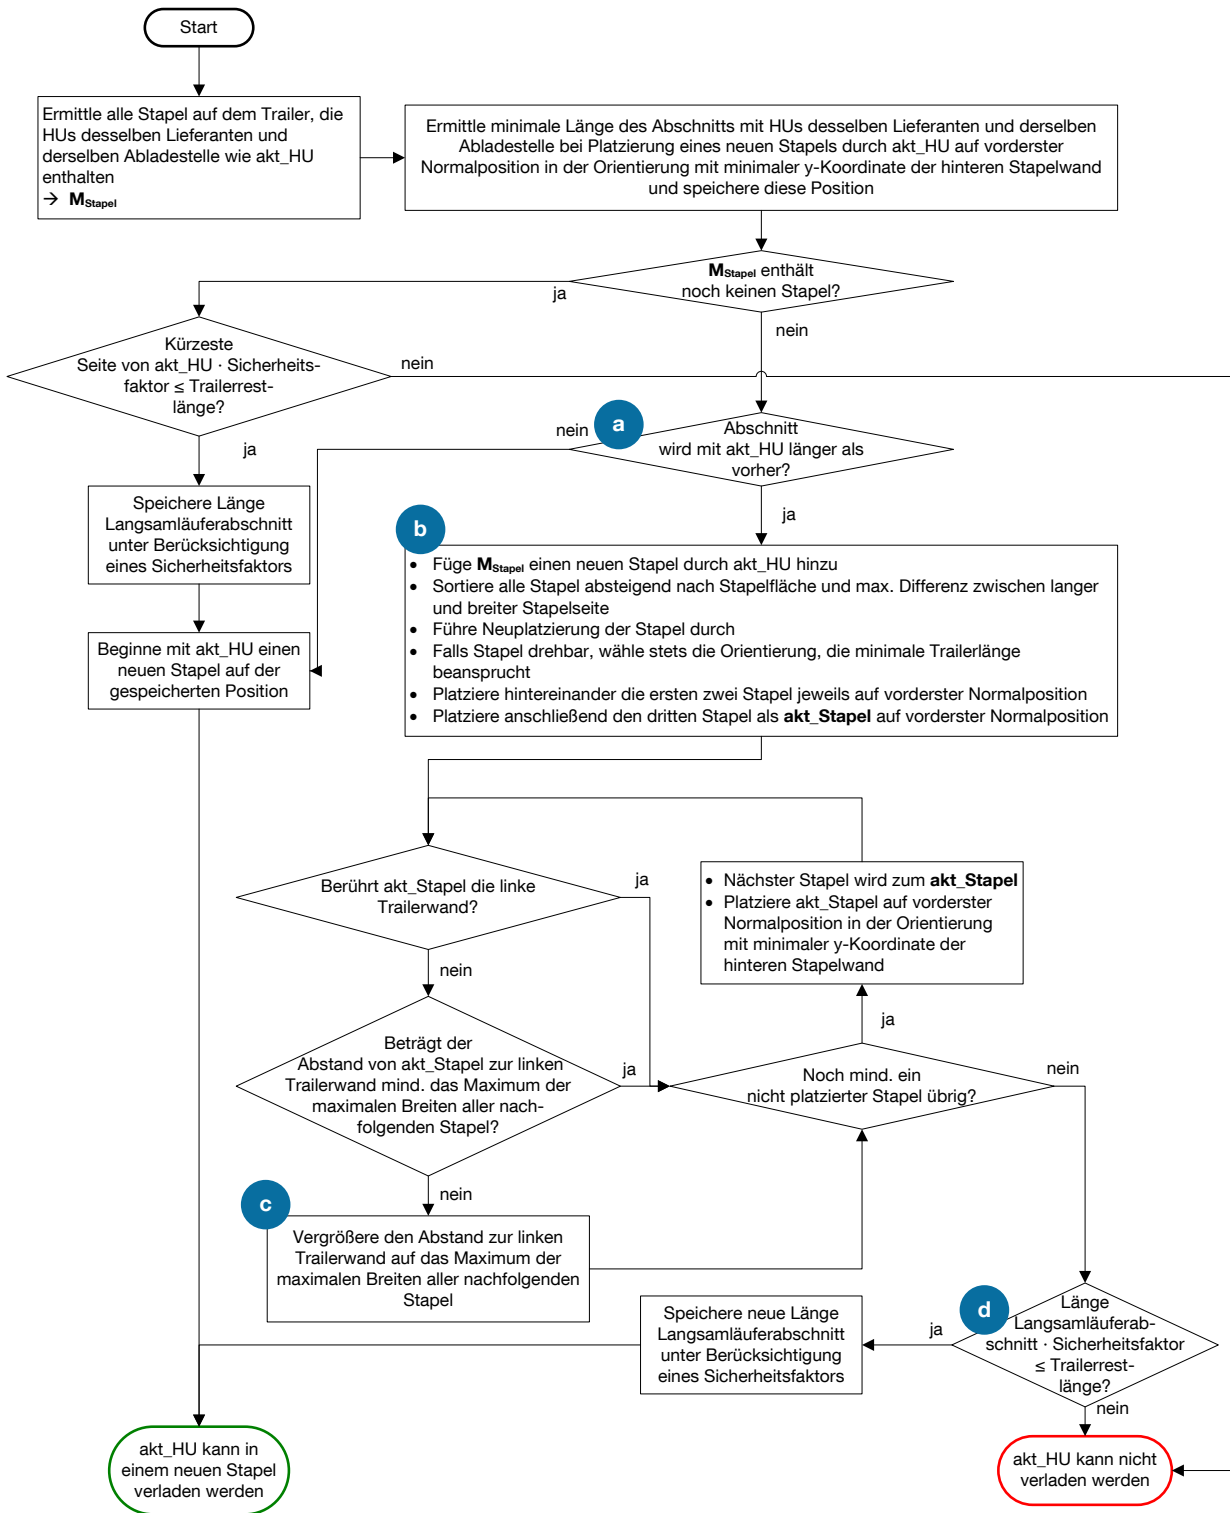 Start
Ermittle alle Stapel auf dem Trailer, die
HUs desselben Lieferanten und
derselben Abladestelle wie akt_HU
enthalten
→ MStapel
Ermittle minimale Länge des Abschnitts mit HUs desselben Lieferanten und derselben
Abladestelle bei Platzierung eines neuen Stapels durch akt_HU auf vorderster
Normalposition in der Orientierung mit minimaler y-Koordinate der hinteren Stapelwand
und speichere diese Position
MStapel enthält
noch keinen Stapel?
ja
nein
Kürzeste
Seite von akt_HU · Sicherheits-
faktor ≤ Trailerrest-
länge?
nein
ja
a
Abschnitt
wird mit akt_HU länger als
vorher?
nein
ja
Speichere Länge
Langsamläuferabschnitt
unter Berücksichtigung
eines Sicherheitsfaktors
Beginne mit akt_HU einen
neuen Stapel auf der
gespeicherten Position
b
• Füge MStapel einen neuen Stapel durch akt_HU hinzu
• Sortiere alle Stapel absteigend nach Stapelfläche und max. Differenz zwischen langer
und breiter Stapelseite
• Führe Neuplatzierung der Stapel durch
• Falls Stapel drehbar, wähle stets die Orientierung, die minimale Trailerlänge
beansprucht
• Platziere hintereinander die ersten zwei Stapel jeweils auf vorderster Normalposition
• Platziere anschließend den dritten Stapel als akt_Stapel auf vorderster Normalposition
Berührt akt_Stapel die linke
Trailerwand?
ja
nein
• Nächster Stapel wird zum akt_Stapel
• Platziere akt_Stapel auf vorderster
Normalposition in der Orientierung
mit minimaler y-Koordinate der
hinteren Stapelwand
Beträgt der
Abstand von akt_Stapel zur linken
Trailerwand mind. das Maximum der
maximalen Breiten aller nach-
folgenden Stapel?
ja
nein
Noch mind. ein
nicht platzierter Stapel übrig?
ja
nein
c
Vergrößere den Abstand zur linken
Trailerwand auf das Maximum der
maximalen Breiten aller nachfolgenden
Stapel
d
Länge
Langsamläuferab-
schnitt · Sicherheitsfaktor
≤ Trailerrest-
länge?
ja
nein
Speichere neue Länge
Langsamläuferabschnitt
unter Berücksichtigung
eines Sicherheitsfaktors
akt_HU kann in
einem neuen Stapel
verladen werden
akt_HU kann nicht
verladen werden